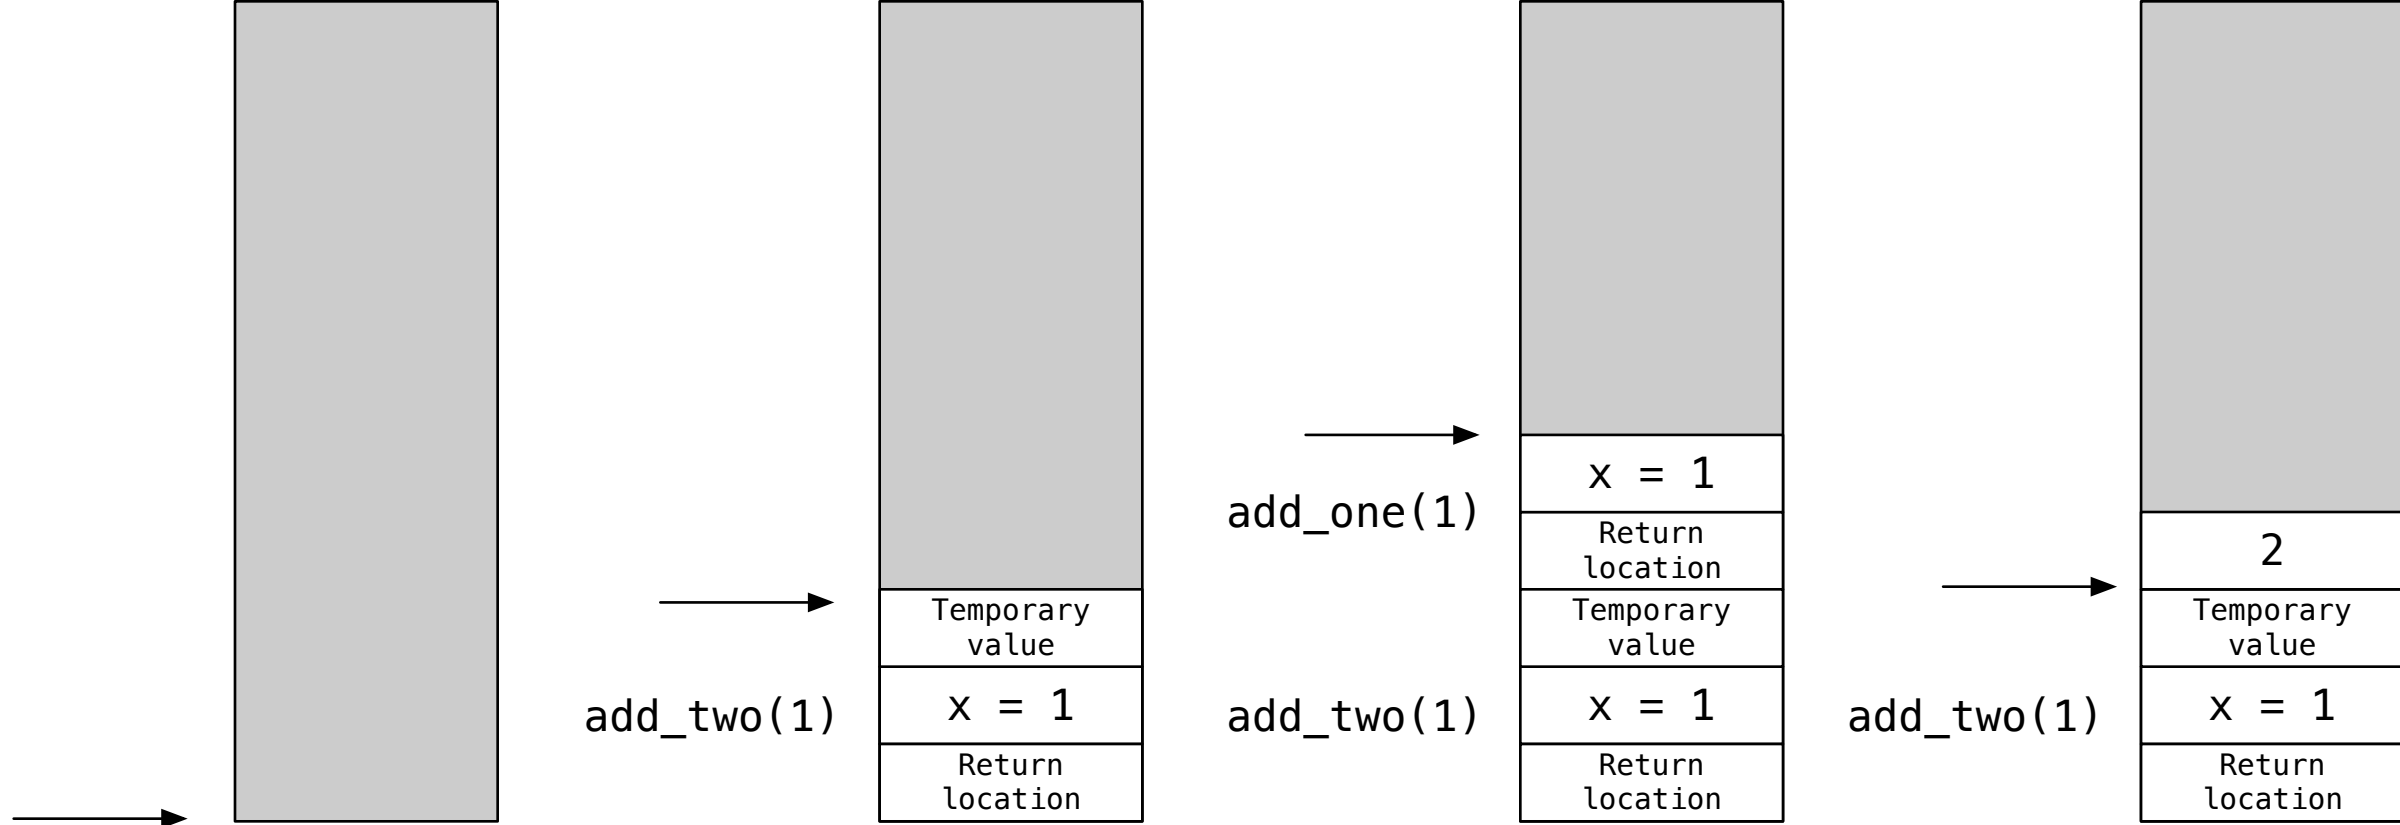 add_two(1)
Temporary
value
x = 1
Return
location
add_one(1)
add_two(1)
x = 1
Return
location
Temporary
value
x = 1
Return
location
add_two(1)
2
Temporary
value
x = 1
Return
location